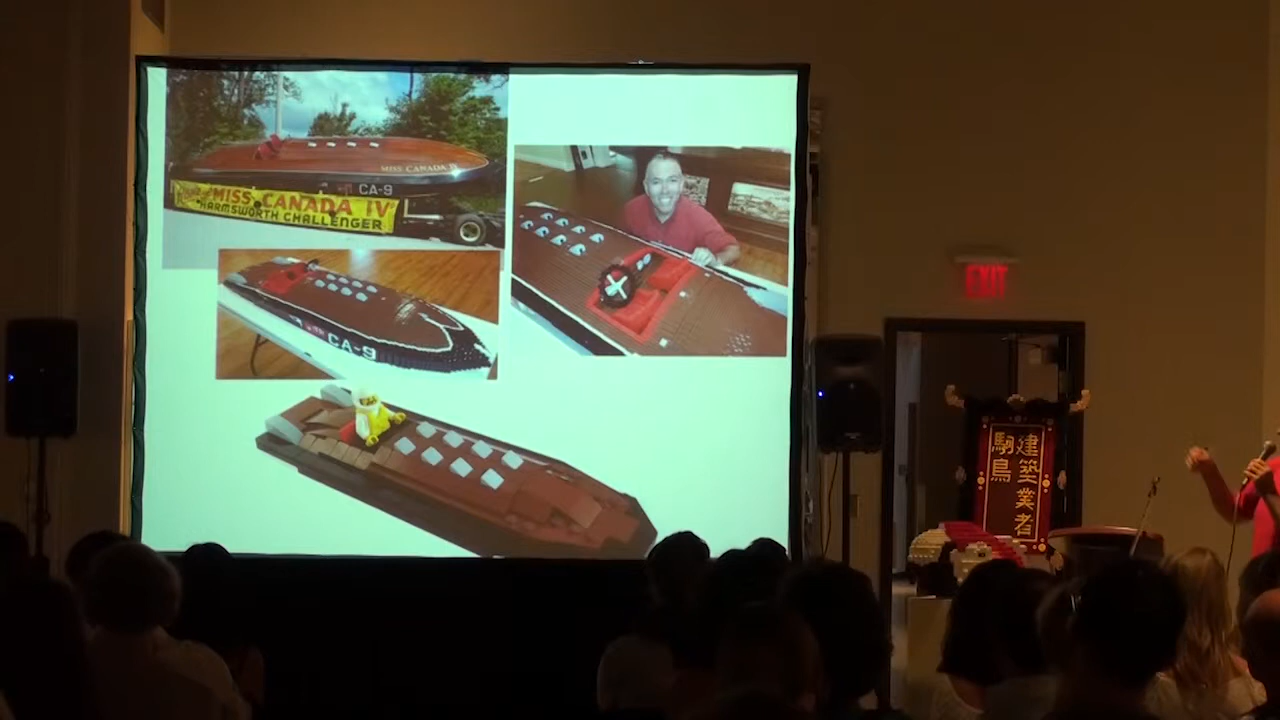 MISS CANADA IV
CA-9
MISS CANADA IV
HARMSWORTH CHALLENGER
CA-9
EXIT
建築業者
駒鳥